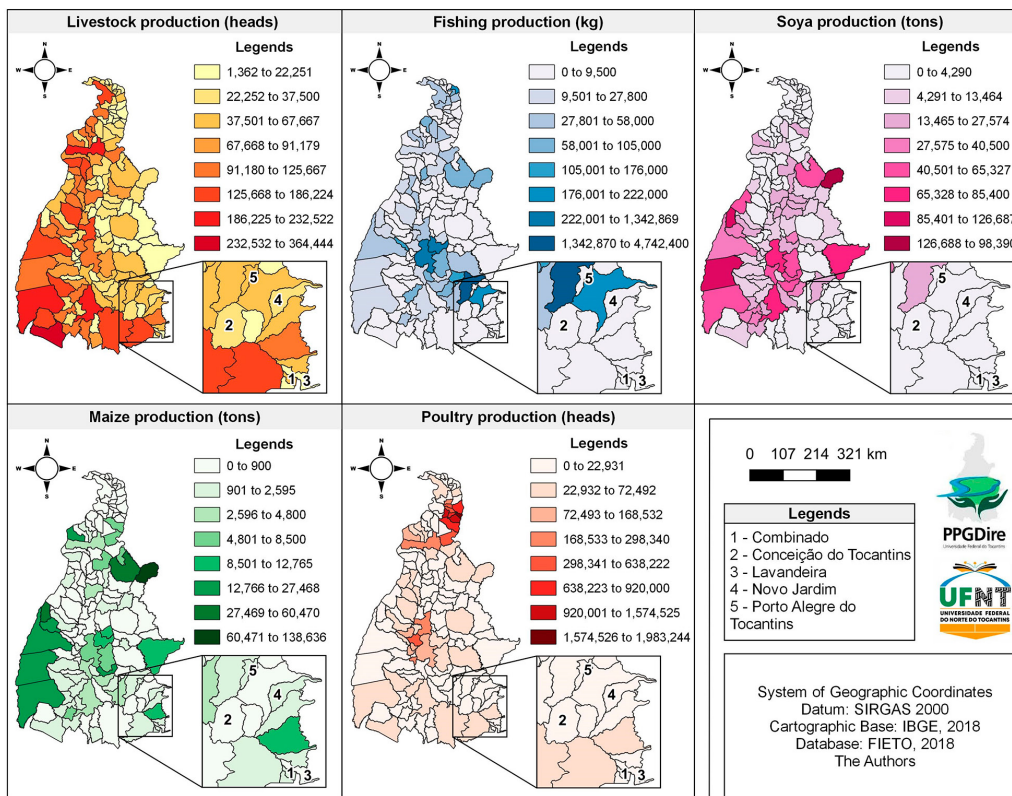 Livestock production (heads)
N
W
E
S
Legends
1,362 to 22,251
22,252 to 37,500
37,501 to 67,667
67,668 to 91,179
91,180 to 125,667
125,668 to 186,224
186,225 to 232,522
232,532 to 364,444
5
4
2
1
3
Fishing production (kg)
N
W
E
S
Legends
0 to 9,500
9,501 to 27,800
27,801 to 58,000
58,001 to 105,000
105,001 to 176,000
176,001 to 222,000
222,001 to 1,342,869
1,342,870 to 4,742,400
5
4
2
1
3
Soya production (tons)
N
W
E
S
Legends
0 to 4,290
4,291 to 13,464
13,465 to 27,574
27,575 to 40,500
40,501 to 65,327
65,328 to 85,400
85,401 to 126,687
126,688 to 98,390
5
4
2
1
3
Maize production (tons)
N
W
E
S
Legends
0 to 900
901 to 2,595
2,596 to 4,800
4,801 to 8,500
8,501 to 12,765
12,766 to 27,468
27,469 to 60,470
60,471 to 138,636
5
4
2
1
3
Poultry production (heads)
N
W
E
S
Legends
0 to 22,931
22,932 to 72,492
72,493 to 168,532
168,533 to 298,340
298,341 to 638,222
638,223 to 920,000
920,001 to 1,574,525
1,574,526 to 1,983,244
5
4
2
1
3
0 107 214 321 km
Legends
1 - Combinado
2 - Conceição do Tocantins
3 - Lavandeira
4 - Novo Jardim
5 - Porto Alegre do
Tocantins
PPGDire
Universidade Federal do Tocantins
UFNT
UNIVERSIDADE FEDERAL
DO NORTE DO TOCANTINS
System of Geographic Coordinates
Datum: SIRGAS 2000
Cartographic Base: IBGE, 2018
Database: FIETO, 2018
The Authors